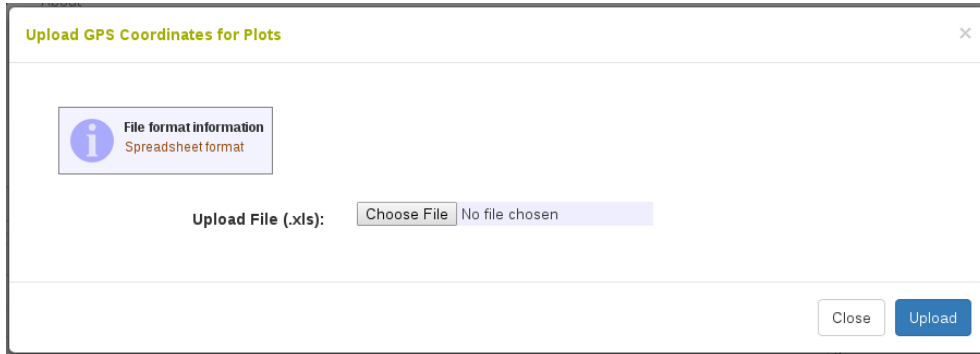 About
Upload GPS Coordinates for Plots ×
File format information
Spreadsheet format
Upload File (.xls): Choose File No file chosen
Close Upload